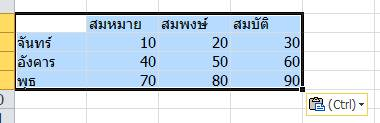 สมหมาย สมพงษ์ สมบัติ
จันทร์ 10 20 30
อังคาร 40 50 60
พุธ 70 80 90
(Ctrl)